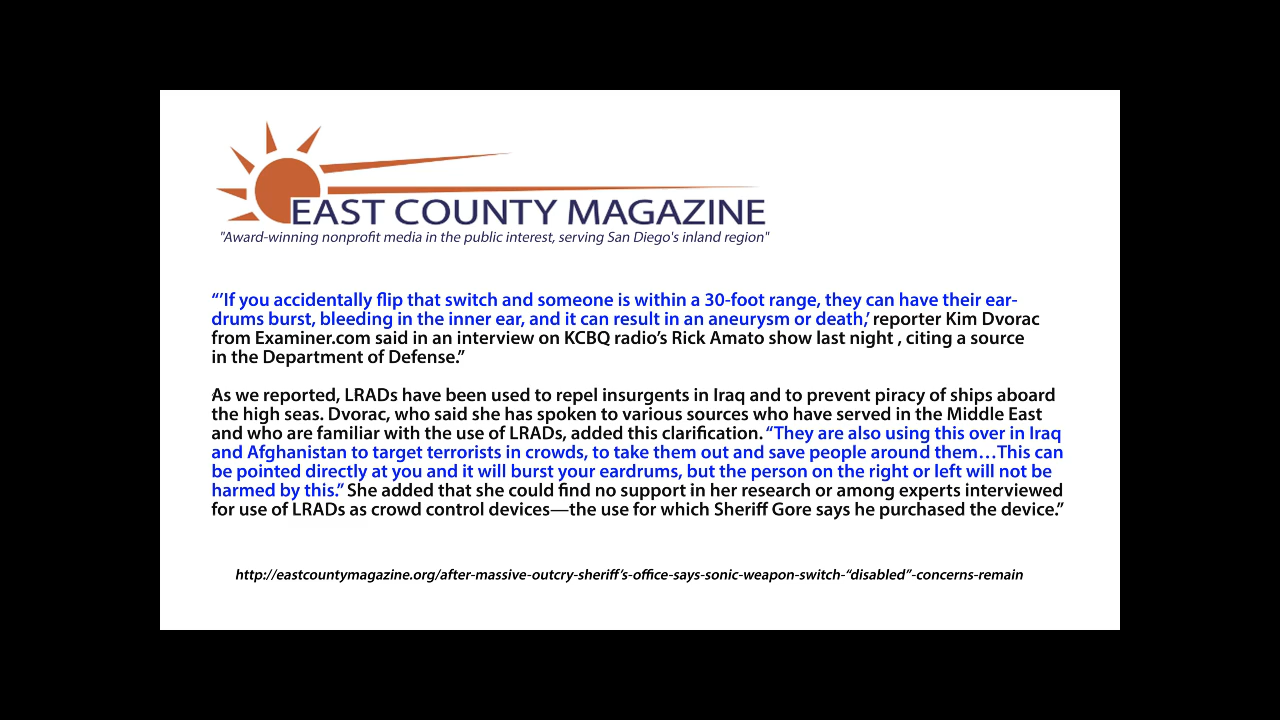 EAST COUNTY MAGAZINE
"Award-winning nonprofit media in the public interest, serving San Diego's inland region"
“’If you accidentally flip that switch and someone is within a 30-foot range, they can have their ear-
drums burst, bleeding in the inner ear, and it can result in an aneurysm or death,’ reporter Kim Dvorac
from Examiner.com said in an interview on KCBQ radio’s Rick Amato show last night , citing a source
in the Department of Defense.”
As we reported, LRADs have been used to repel insurgents in Iraq and to prevent piracy of ships aboard
the high seas. Dvorac, who said she has spoken to various sources who have served in the Middle East
and who are familiar with the use of LRADs, added this clarification. “They are also using this over in Iraq
and Afghanistan to target terrorists in crowds, to take them out and save people around them…This can
be pointed directly at you and it will burst your eardrums, but the person on the right or left will not be
harmed by this.” She added that she could find no support in her research or among experts interviewed
for use of LRADs as crowd control devices—the use for which Sheriff Gore says he purchased the device.”
http://eastcountymagazine.org/after-massive-outcry-sheriff’s-office-says-sonic-weapon-switch-“disabled”-concerns-remain